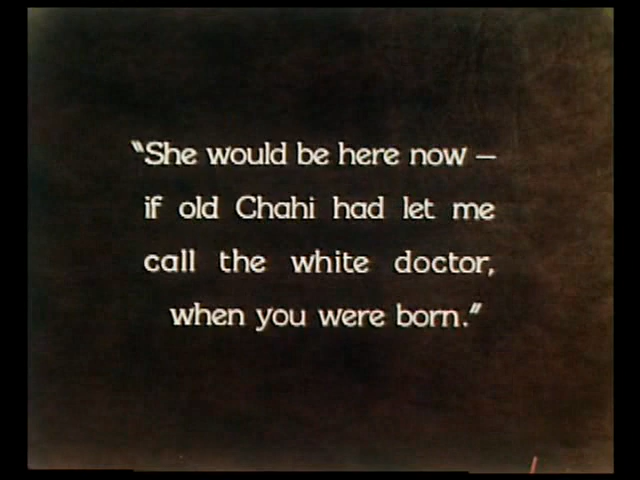 “She would be here now –
if old Chahi had let me
call the white doctor,
when you were born.”